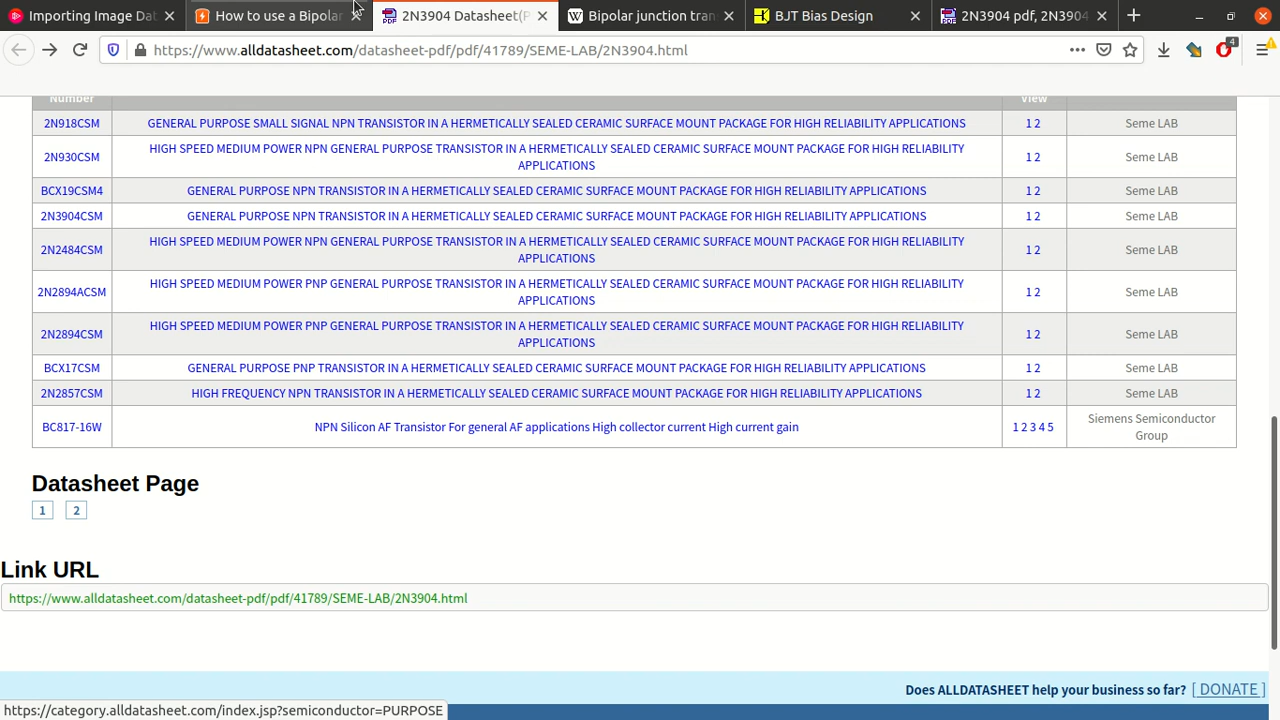 Importing Image Dat
How to use a Bipolar
2N3904 Datasheet(P
Bipolar junction tran
BJT Bias Design
2N3904 pdf, 2N3904
https://www.alldatasheet.com/datasheet-pdf/pdf/41789/SEME-LAB/2N3904.html
4
Number View
2N918CSM GENERAL PURPOSE SMALL SIGNAL NPN TRANSISTOR IN A HERMETICALLY SEALED CERAMIC SURFACE MOUNT PACKAGE FOR HIGH RELIABILITY APPLICATIONS 1 2 Seme LAB
2N930CSM HIGH SPEED MEDIUM POWER NPN GENERAL PURPOSE TRANSISTOR IN A HERMETICALLY SEALED CERAMIC SURFACE MOUNT PACKAGE FOR HIGH RELIABILITY
APPLICATIONS 1 2 Seme LAB
BCX19CSM4 GENERAL PURPOSE NPN TRANSISTOR IN A HERMETICALLY SEALED CERAMIC SURFACE MOUNT PACKAGE FOR HIGH RELIABILITY APPLICATIONS 1 2 Seme LAB
2N3904CSM GENERAL PURPOSE NPN TRANSISTOR IN A HERMETICALLY SEALED CERAMIC SURFACE MOUNT PACKAGE FOR HIGH RELIABILITY APPLICATIONS 1 2 Seme LAB
2N2484CSM HIGH SPEED MEDIUM POWER NPN GENERAL PURPOSE TRANSISTOR IN A HERMETICALLY SEALED CERAMIC SURFACE MOUNT PACKAGE FOR HIGH RELIABILITY
APPLICATIONS 1 2 Seme LAB
2N2894ACSM HIGH SPEED MEDIUM POWER PNP GENERAL PURPOSE TRANSISTOR IN A HERMETICALLY SEALED CERAMIC SURFACE MOUNT PACKAGE FOR HIGH RELIABILITY
APPLICATIONS 1 2 Seme LAB
2N2894CSM HIGH SPEED MEDIUM POWER PNP GENERAL PURPOSE TRANSISTOR IN A HERMETICALLY SEALED CERAMIC SURFACE MOUNT PACKAGE FOR HIGH RELIABILITY
APPLICATIONS 1 2 Seme LAB
BCX17CSM GENERAL PURPOSE PNP TRANSISTOR IN A HERMETICALLY SEALED CERAMIC SURFACE MOUNT PACKAGE FOR HIGH RELIABILITY APPLICATIONS 1 2 Seme LAB
2N2857CSM HIGH FREQUENCY NPN TRANSISTOR IN A HERMETICALLY SEALED CERAMIC SURFACE MOUNT PACKAGE FOR HIGH RELIABILITY APPLICATIONS 1 2 Seme LAB
BC817-16W NPN Silicon AF Transistor For general AF applications High collector current High current gain 1 2 3 4 5 Siemens Semiconductor
Group
Datasheet Page
1 2
Link URL
https://www.alldatasheet.com/datasheet-pdf/pdf/41789/SEME-LAB/2N3904.html
Does ALLDATASHEET help your business so far? [ DONATE ]
https://category.alldatasheet.com/index.jsp?semiconductor=PURPOSE